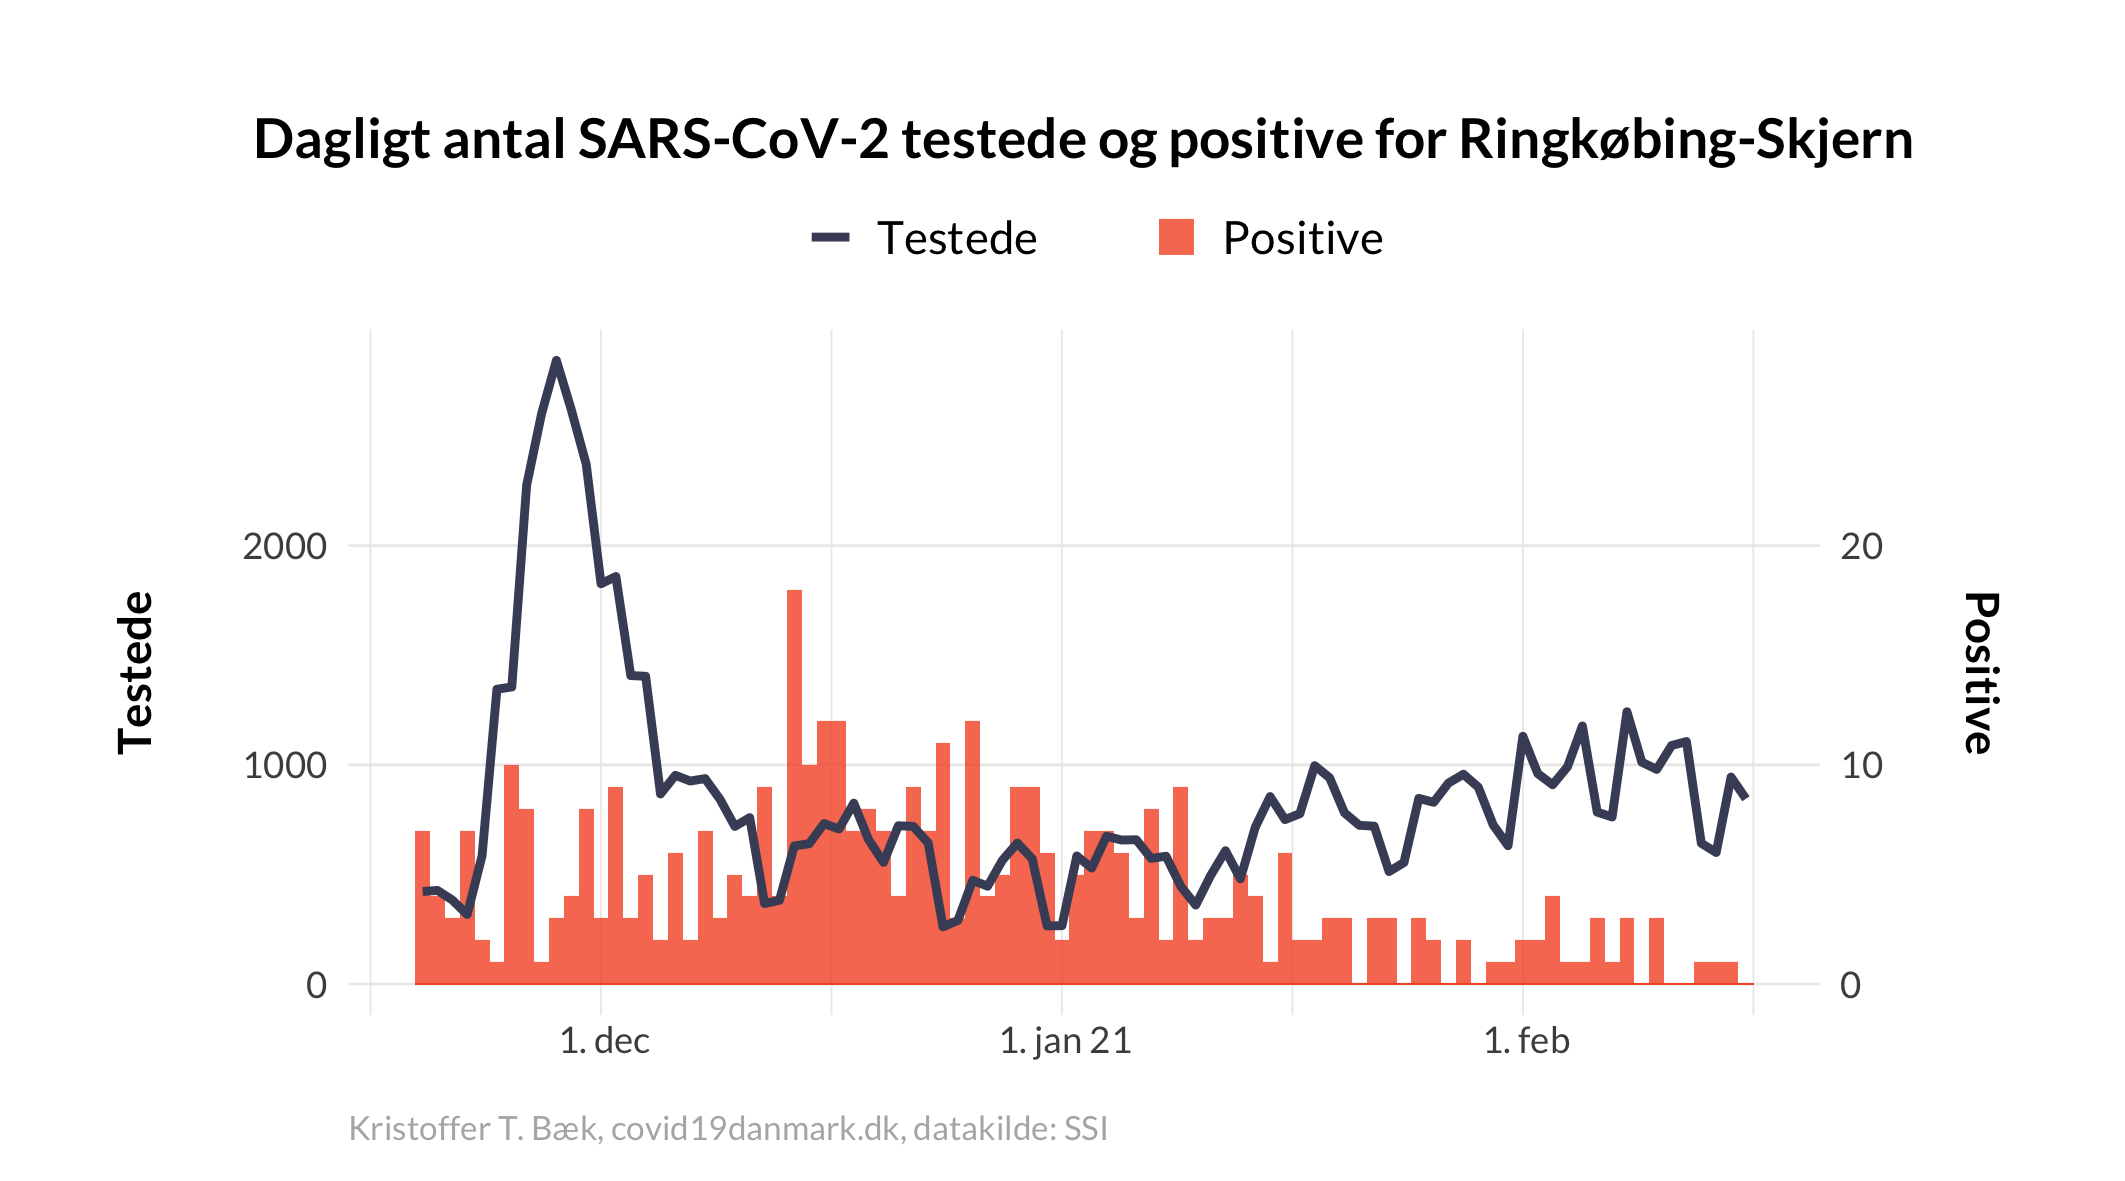 Dagligt antal SARS-CoV-2 testede og positive for Ringkøbing-Skjern
Testede
Positive
2000
1000
0
Testede
20
10
0
Positive
1. dec
1. jan 21
1. feb
Kristoffer T. Bæk, covid19danmark.dk, datakilde: SSI